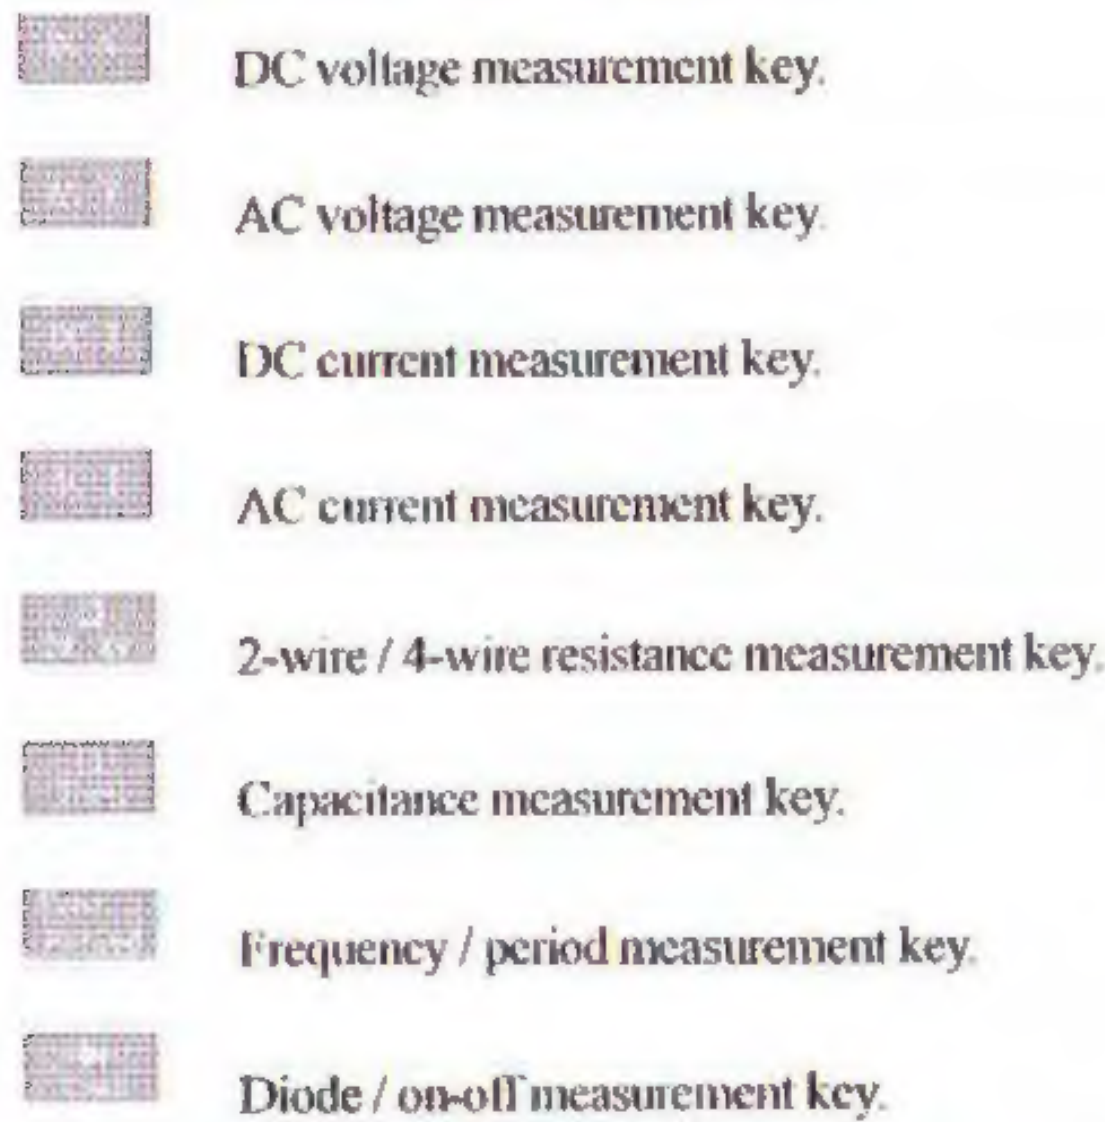 DC voltage measurement key.
AC voltage measurement key.
DC current measurement key.
AC current measurement key.
2-wire / 4-wire resistance measurement key.
Capacitance measurement key.
Frequency / period measurement key.
Diode / on-off measurement key.